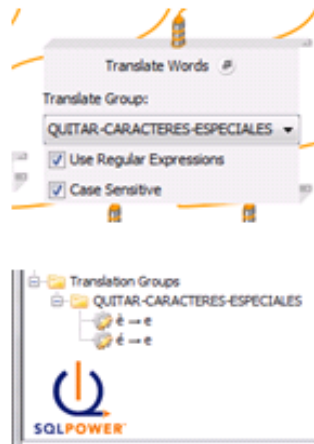 Translate Words
Translate Group:
QUITAR-CARACTERES-ESPECIALES
Use Regular Expressions
Case Sensitive
Translation Groups
QUITAR-CARACTERES-ESPECIALES
è → e
é → e
SQLPOWER